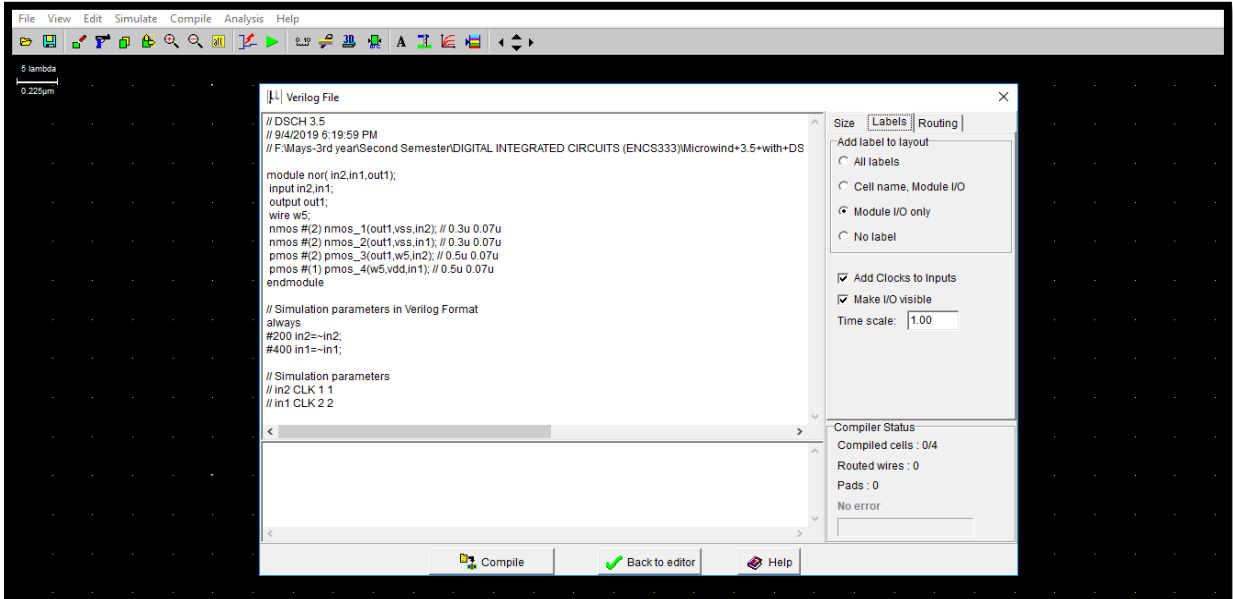 File View Edit Simulate Compile Analysis Help
A
5 lambda
0.225µm
Verilog File
// DSCH 3.5
// 9/4/2019 6:19:59 PM
// F:\Mays-3rd year\Second Semester\DIGITAL INTEGRATED CIRCUITS (ENCS333)\Microwind+3.5+with+DS
module nor( in2,in1,out1);
input in2,in1;
output out1;
wire w5;
nmos #(2) nmos_1(out1,vss,in2); // 0.3u 0.07u
nmos #(2) nmos_2(out1,vss,in1); // 0.3u 0.07u
pmos #(2) pmos_3(out1,w5,in2); // 0.5u 0.07u
pmos #(1) pmos_4(w5,vdd,in1); // 0.5u 0.07u
endmodule
// Simulation parameters in Verilog Format
always
#200 in2=~in2;
#400 in1=~in1;
// Simulation parameters
// in2 CLK 1 1
// in1 CLK 2 2
Size Labels Routing
Add label to layout
All labels
Cell name, Module I/O
Module I/O only
No label
Add Clocks to Inputs
Make I/O visible
Time scale: 1.00
Compiler Status
Compiled cells : 0/4
Routed wires : 0
Pads : 0
No error
Compile Back to editor Help